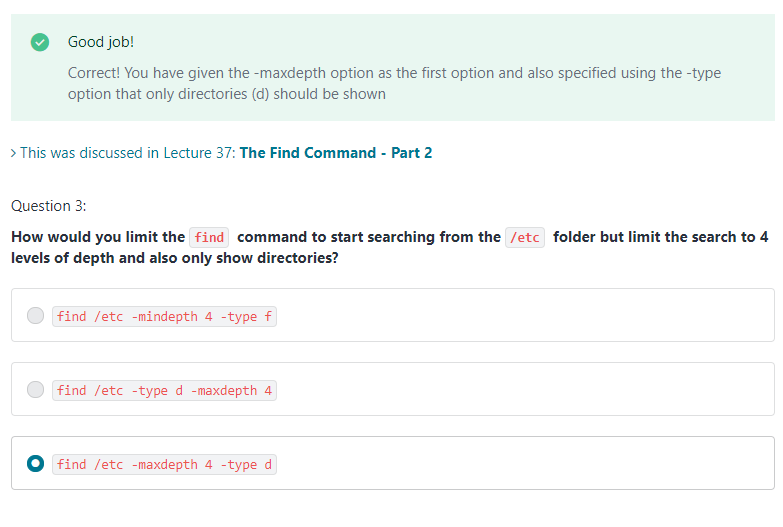 Good job!
Correct! You have given the -maxdepth option as the first option and also specified using the -type
option that only directories (d) should be shown
> This was discussed in Lecture 37: The Find Command - Part 2
Question 3:
How would you limit the find command to start searching from the /etc folder but limit the search to 4
levels of depth and also only show directories?
find /etc -mindepth 4 -type f
find /etc -type d -maxdepth 4
find /etc -maxdepth 4 -type d